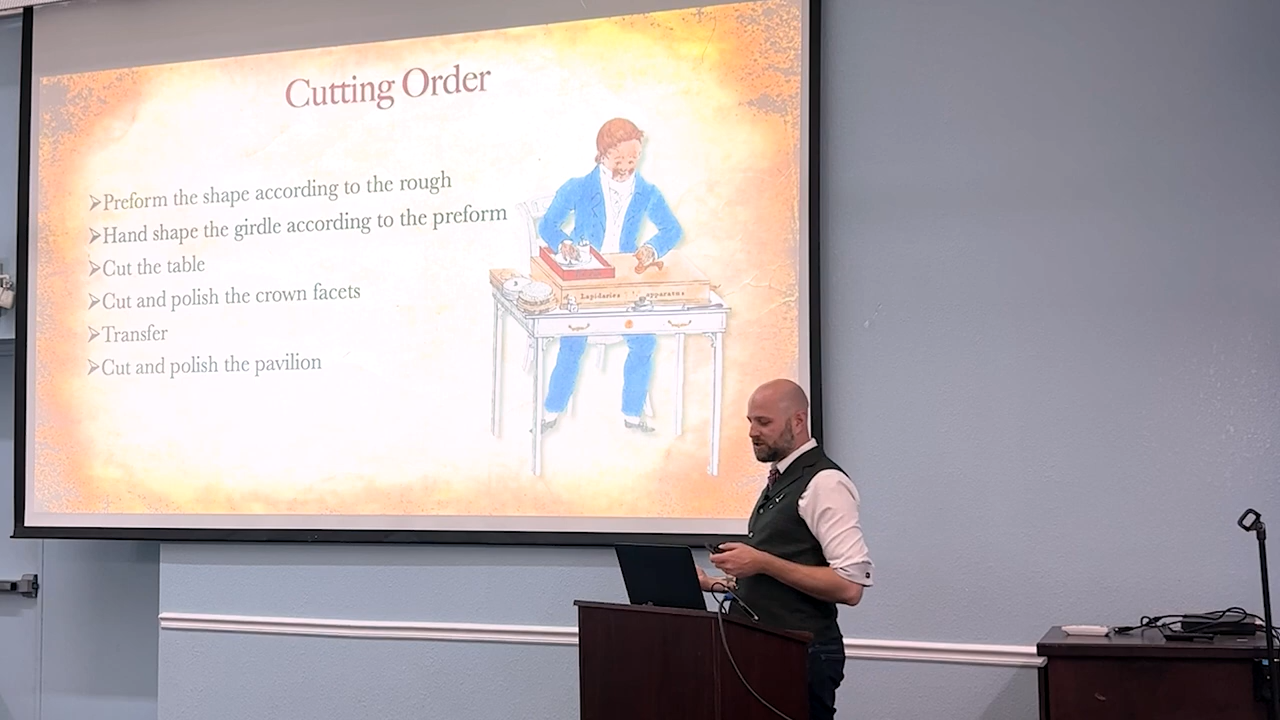 Cutting Order
➢Preform the shape according to the rough
➢Hand shape the girdle according to the preform
➢Cut the table
➢Cut and polish the crown facets
➢Transfer
➢Cut and polish the pavilion
Lapidaries apparatus